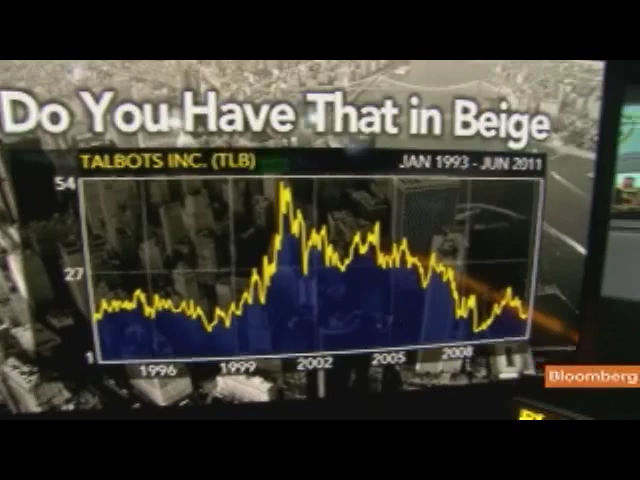 Do You Have That in Beige
TALBOTS INC. (TLB)
JAN 1993 - JUN 2011
54
27
1
1996
1999
2002
2005
2008
Bloomberg